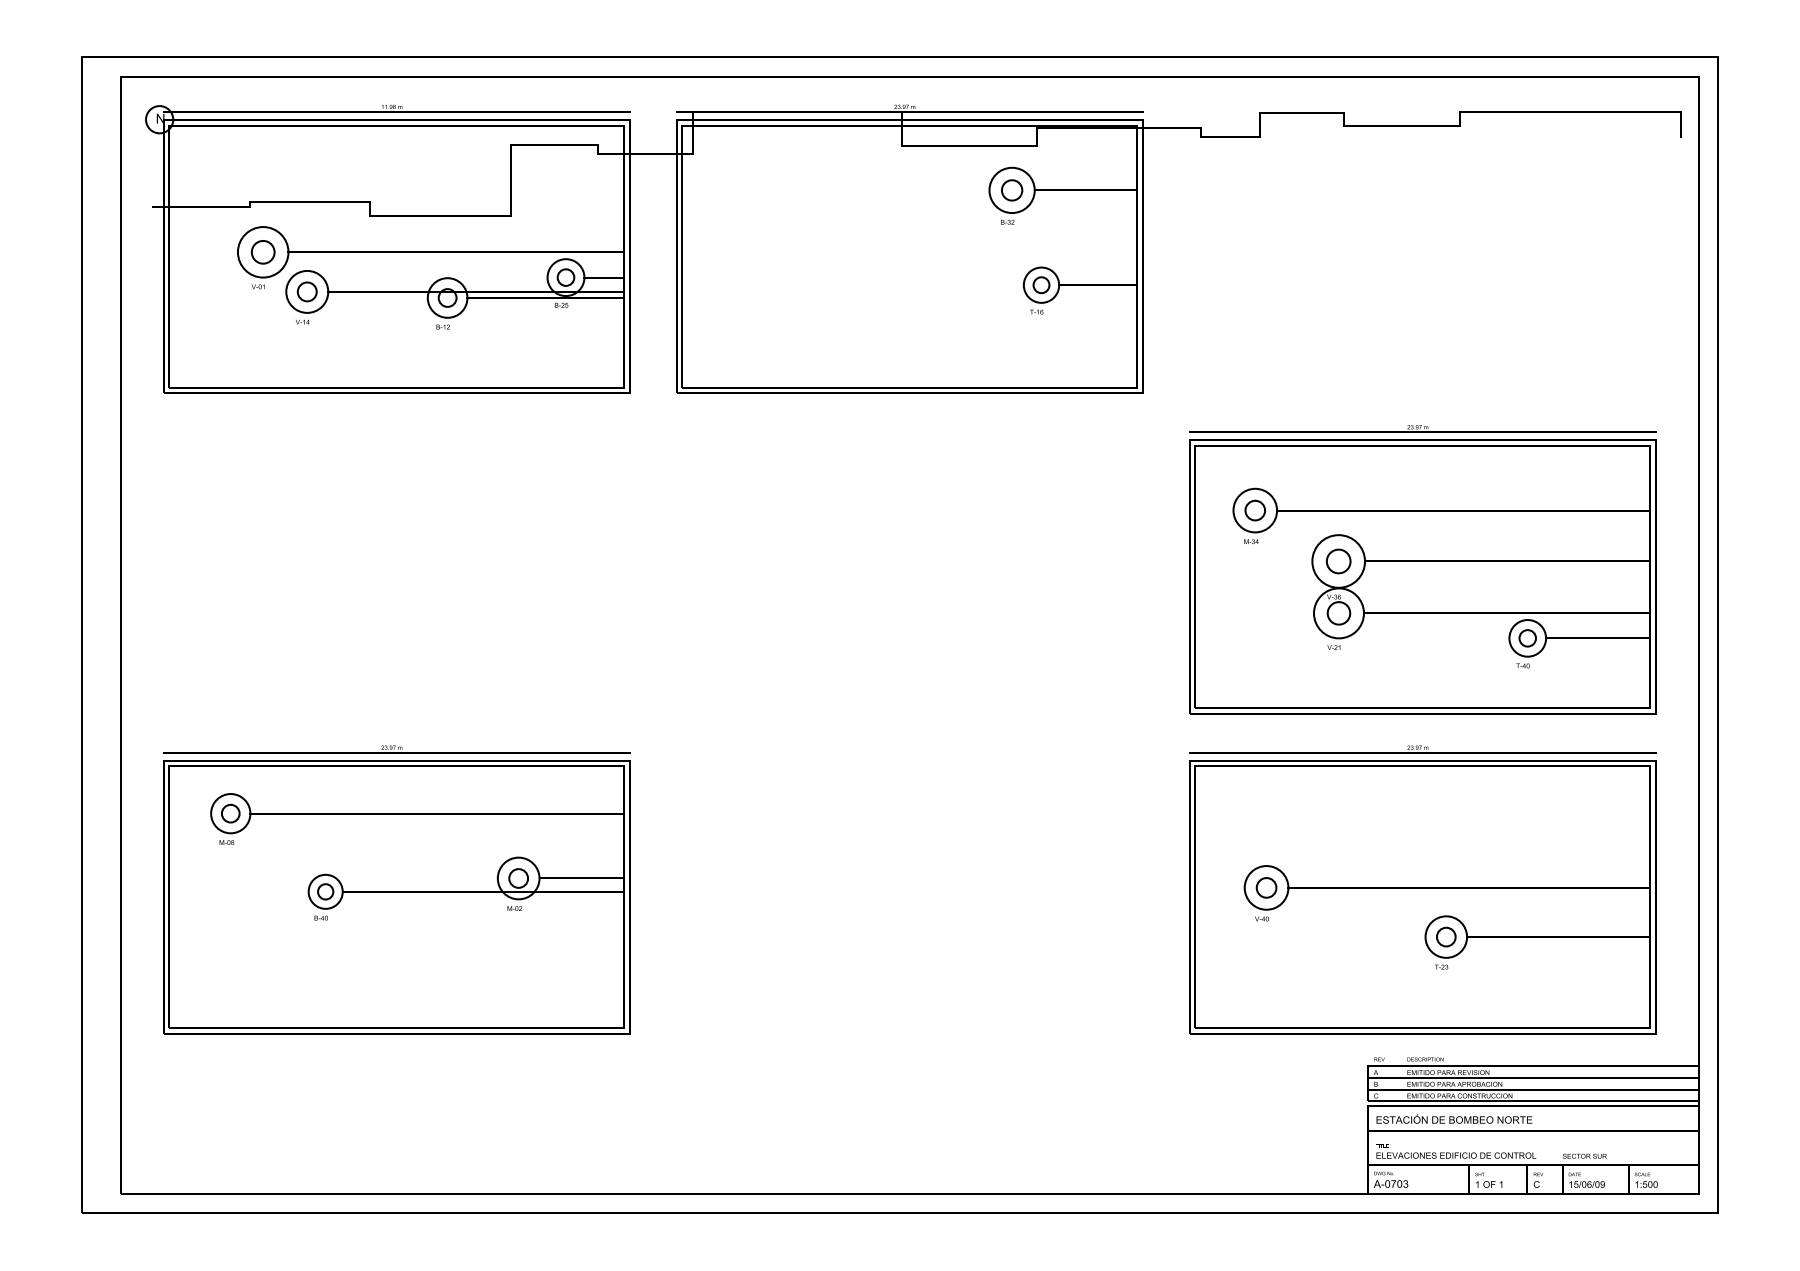 N
11.98 m
23.97 m
B-32
V-01
B-25
T-16
V-14
B-12
23.97 m
M-34
V-36
V-21
T-40
23.97 m
23.97 m
M-08
M-02
B-40
V-40
T-23
REV DESCRIPTION
A EMITIDO PARA REVISION
B EMITIDO PARA APROBACION
C EMITIDO PARA CONSTRUCCION
ESTACIÓN DE BOMBEO NORTE
TITLE
ELEVACIONES EDIFICIO DE CONTROL SECTOR SUR
DWG No. SHT REV DATE SCALE
A-0703 1 OF 1 C 15/06/09 1:500